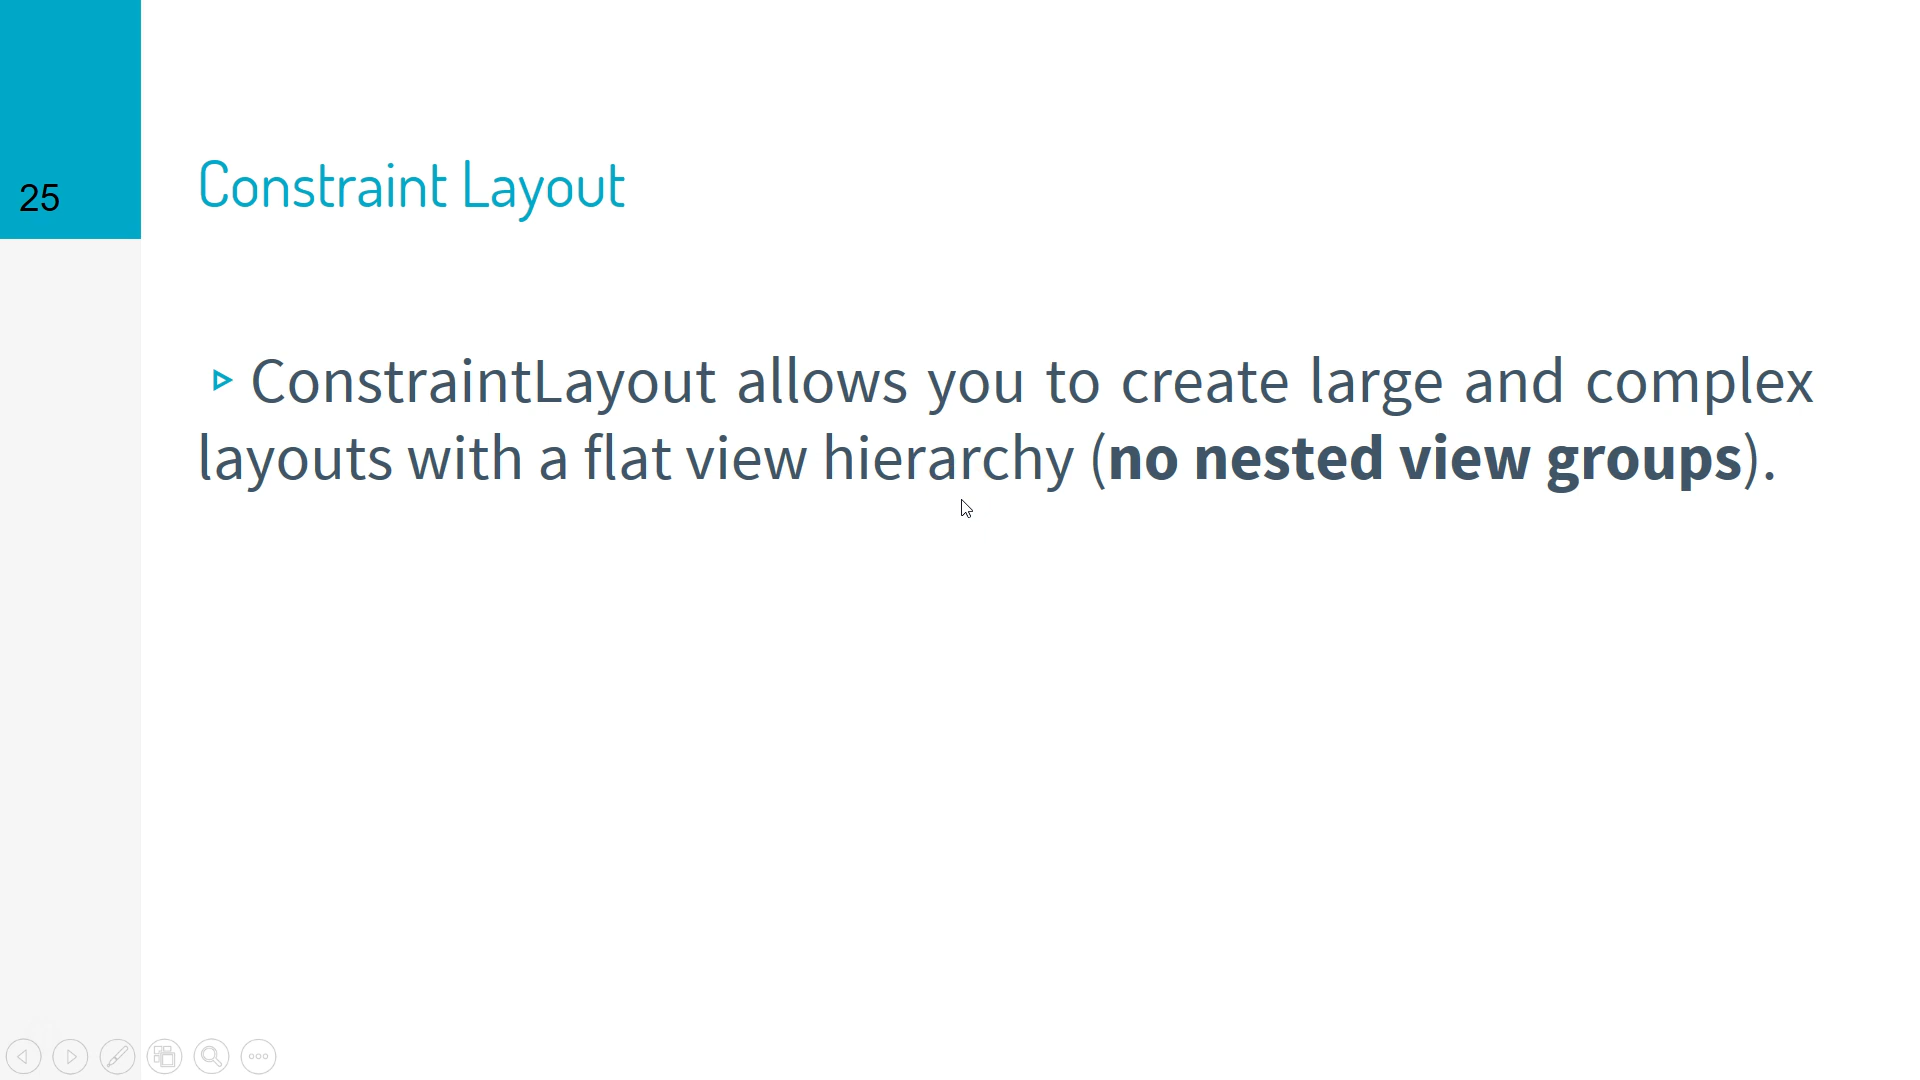 25
Constraint Layout
ConstraintLayout allows you to create large and complex
layouts with a flat view hierarchy (no nested view groups).